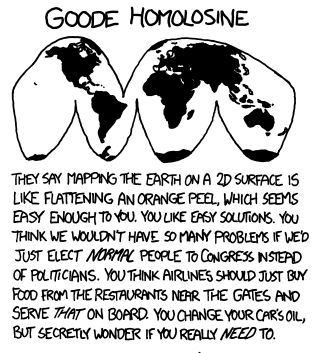 GOODE HOMOLOSINE
THEY SAY MAPPING THE EARTH ON A 2D SURFACE IS
LIKE FLATTENING AN ORANGE PEEL, WHICH SEEMS
EASY ENOUGH TO YOU. YOU LIKE EASY SOLUTIONS. YOU
THINK WE WOULDN'T HAVE SO MANY PROBLEMS IF WE'D
JUST ELECT NORMAL PEOPLE TO CONGRESS INSTEAD
OF POLITICIANS. YOU THINK AIRLINES SHOULD JUST BUY
FOOD FROM THE RESTAURANTS NEAR THE GATES AND
SERVE THAT ON BOARD. YOU CHANGE YOUR CAR'S OIL,
BUT SECRETLY WONDER IF YOU REALLY NEED TO.